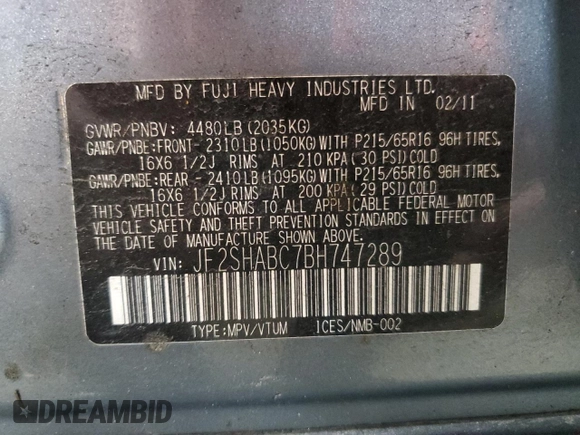 MFD BY FUJI HEAVY INDUSTRIES LTD.
MFD IN 02/11
GVWR/PNBV: 4480LB(2035KG)
GAWR/PNBE:FRONT- 2310LB(1050KG)WITH P215/65R16 96H TIRES,
16X6 1/2J RIMS AT 210 KPA(30 PSI)COLD
GAWR/PNBE:REAR - 2410LB(1095KG)WITH P215/65R16 96H TIRES,
16X6 1/2J RIMS AT 200 KPA(29 PSI)COLD
THIS VEHICLE CONFORMS TO ALL APPLICABLE FEDERAL MOTOR
VEHICLE SAFETY AND THEFT PREVENTION STANDARDS IN EFFECT
ON THE DATE OF MANUFACTURE SHOWN ABOVE.
VIN: JF2SHABC7BH747289
TYPE:MPV/VTUM ICES/NMB-002
DREAMBID